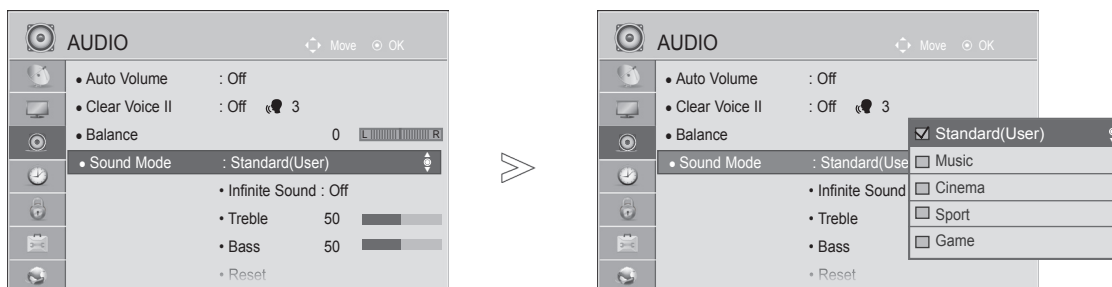 AUDIO
Move OK
• Auto Volume : Off
• Clear Voice II : Off 3
• Balance 0 L R
• Sound Mode : Standard(User)
• Infinite Sound : Off
• Treble 50
• Bass 50
• Reset
AUDIO
Move OK
• Auto Volume : Off
• Clear Voice II : Off 3
• Balance
• Sound Mode : Standard(Use
• Infinite Sound
• Treble
• Bass
• Reset
Standard(User)
Music
Cinema
Sport
Game